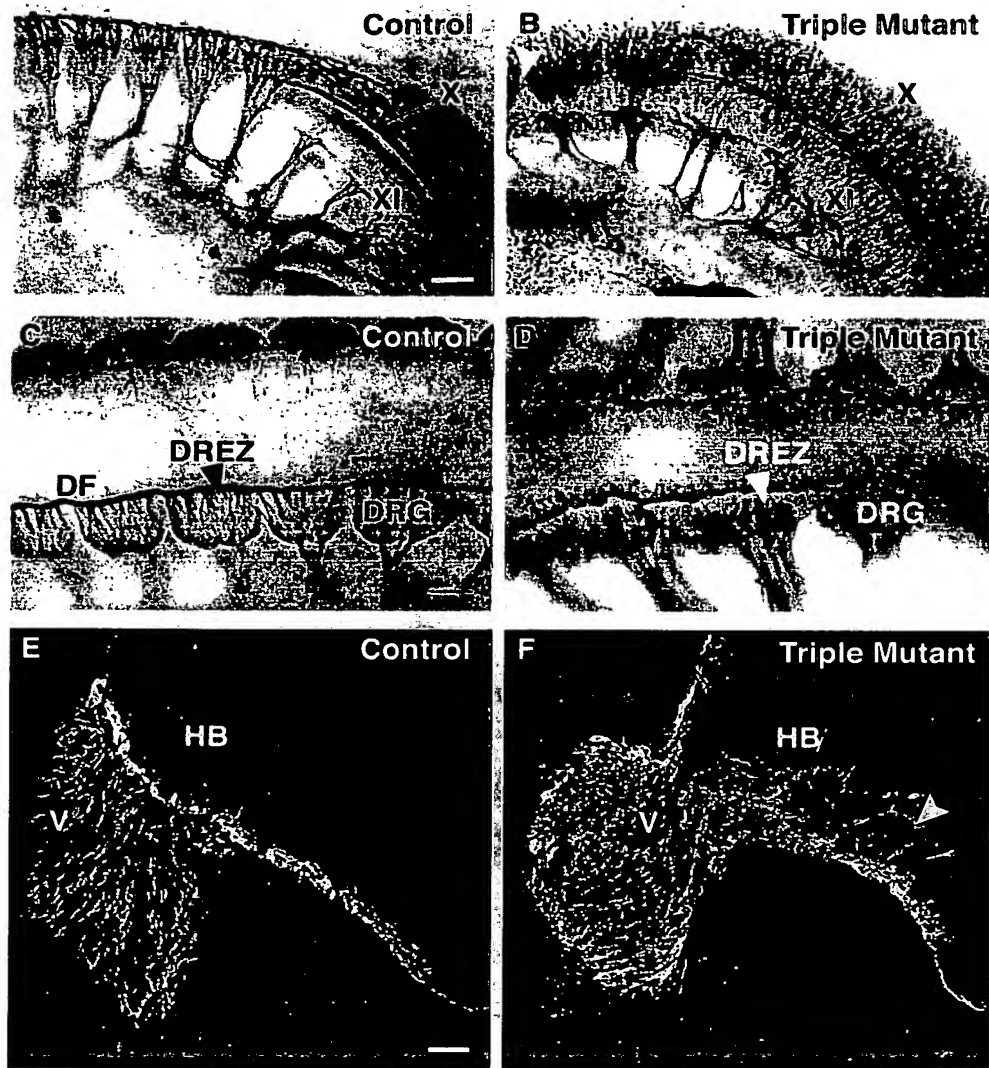 A Control
X
XI
B Triple Mutant
X
XI
C Control
DREZ
DF
DRG
D Triple Mutant
DREZ
DRG
E Control
HB
V
F Triple Mutant
HB
V